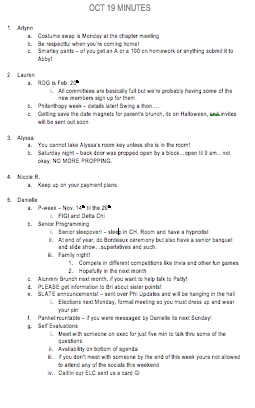 OCT 19 MINUTES
1. Arlynn
a. Costume swap is Monday at the chapter meeting
b. Be respectful when you're coming home!
c. Smartey pants – of you get an A or a 100 on homework or anything submit it to
Abby!
2. Lauren
a. RDG is Feb. 20th
i. All committees are basically full but we're probably having some of the
new members sign up for them
b. Philanthropy week – details later! Swing a thon….
c. Getting save the date magnets for parent's brunch, its on Halloween, invites
will be sent out soon
3. Alyssa
a. You cannot take Alyssa's room key unless she is in the room!
b. Saturday night – back door was propped open by a block…open til 9 am…not
okay. NO MORE PROPPING.
4. Nicole R.
a. Keep up on your payment plans
5. Danielle
a. P-week – Nov. 14th til the 20th
i. FIGI and Delta Chi
b. Senior Programming
i. Senior sleepover! – sleep in CH. Room and have a hypnotist
ii. At end of year, do Bordeaux ceremony but also have a senior banquet
and slide show…superlatives and such.
iii. Family night!
1. Compete in different competitions like trivia and other fun games
2. Hopefully in the next month
c. Alumni Brunch next month, if you want to help talk to Patty!
d. PLEASE get information to Bri about sister points!
e. SLATE announcements! – sent over Phi Updates and will be hanging in the hall
i. Elections next Monday, formal meeting so you must dress up and wear
your pin
f. Panhel roundtable – if you were messaged by Danielle its next Sunday!
g. Self Evaluations
i. Meet with someone on exec for just five min to talk thru some of the
questions
ii. Availability on bottom of agenda
iii. If you don't meet with someone by the end of this week youre not allowed
to attend any of the socials this weekend
iv. Caitlin our ELC sent us a card ☺